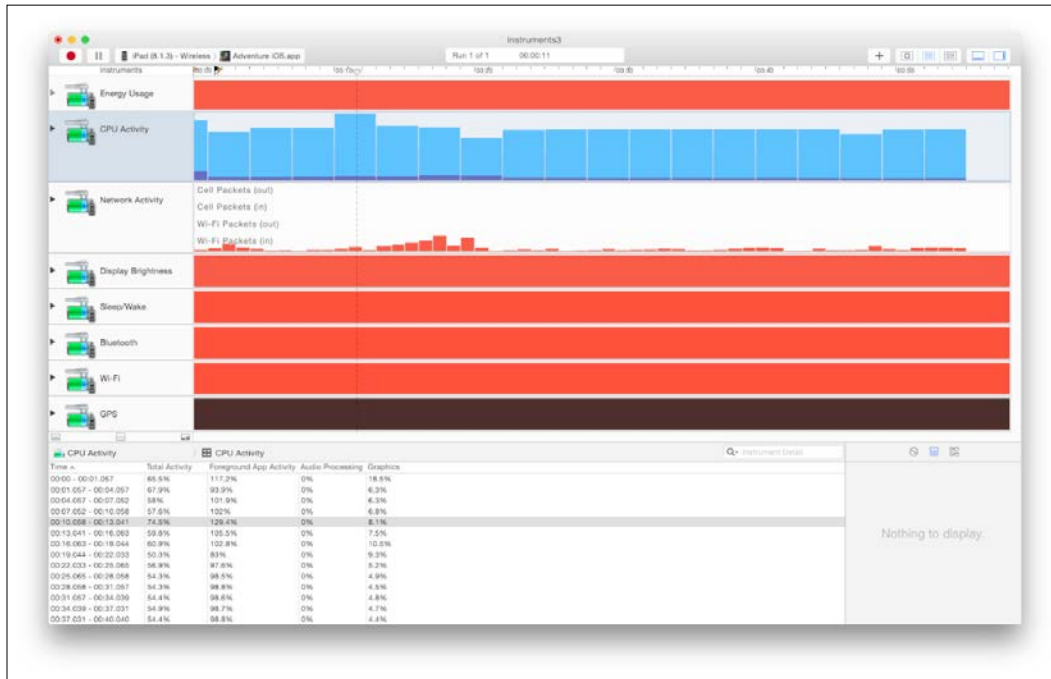 Instruments3
iPad (8.1.3) - Wireless Adventure iOS.app
Run 1 of 1 00:00:11
Instruments
Energy Usage
CPU Activity
Network Activity
Cell Packets (out)
Cell Packets (in)
Wi-Fi Packets (out)
Wi-Fi Packets (in)
Display Brightness
Sleep/Wake
Bluetooth
Wi-Fi
GPS
CPU Activity CPU Activity Instrument Detail
Time Total Activity Foreground App Activity Audio Processing Graphics
00:00 - 00:01.057 65.5% 117.2% 0% 18.5%
00:01.057 - 00:04.057 67.9% 93.9% 0% 6.3%
00:04.057 - 00:07.052 58% 101.9% 0% 6.3%
00:07.052 - 00:10.058 57.6% 102% 0% 6.8%
00:10.058 - 00:13.041 74.5% 129.4% 0% 8.1%
00:13.041 - 00:16.063 59.8% 105.5% 0% 7.5%
00:16.063 - 00:19.044 60.9% 102.8% 0% 10.5%
00:19.044 - 00:22.033 50.3% 83% 0% 9.3%
00:22.033 - 00:25.065 56.9% 97.6% 0% 5.2%
00:25.065 - 00:28.058 54.3% 98.5% 0% 4.9%
00:28.058 - 00:31.057 54.3% 98.8% 0% 4.5%
00:31.057 - 00:34.039 54.4% 98.6% 0% 4.8%
00:34.039 - 00:37.031 54.9% 98.7% 0% 4.7%
00:37.031 - 00:40.040 54.4% 98.8% 0% 4.4%
Nothing to display.